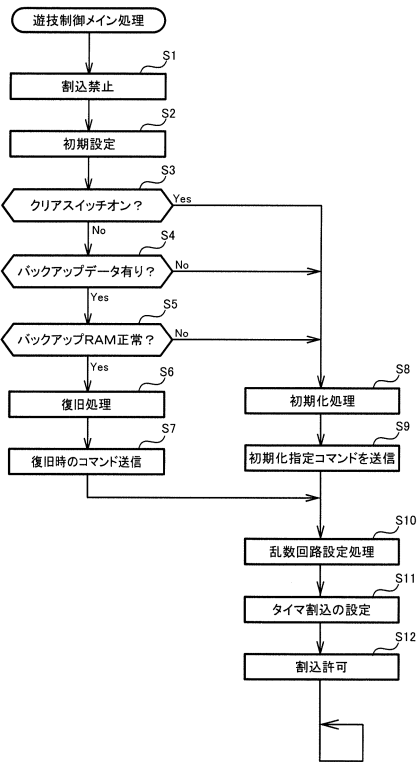 遊技制御メイン処理
S1
割込禁止
S2
初期設定
S3
クリアスイッチオン？
Yes
No
S4
バックアップデータ有り？
No
Yes
S5
バックアップRAM正常？
No
Yes
S6
復旧処理
S7
復旧時のコマンド送信
S8
初期化処理
S9
初期化指定コマンドを送信
S10
乱数回路設定処理
S11
タイマ割込の設定
S12
割込許可